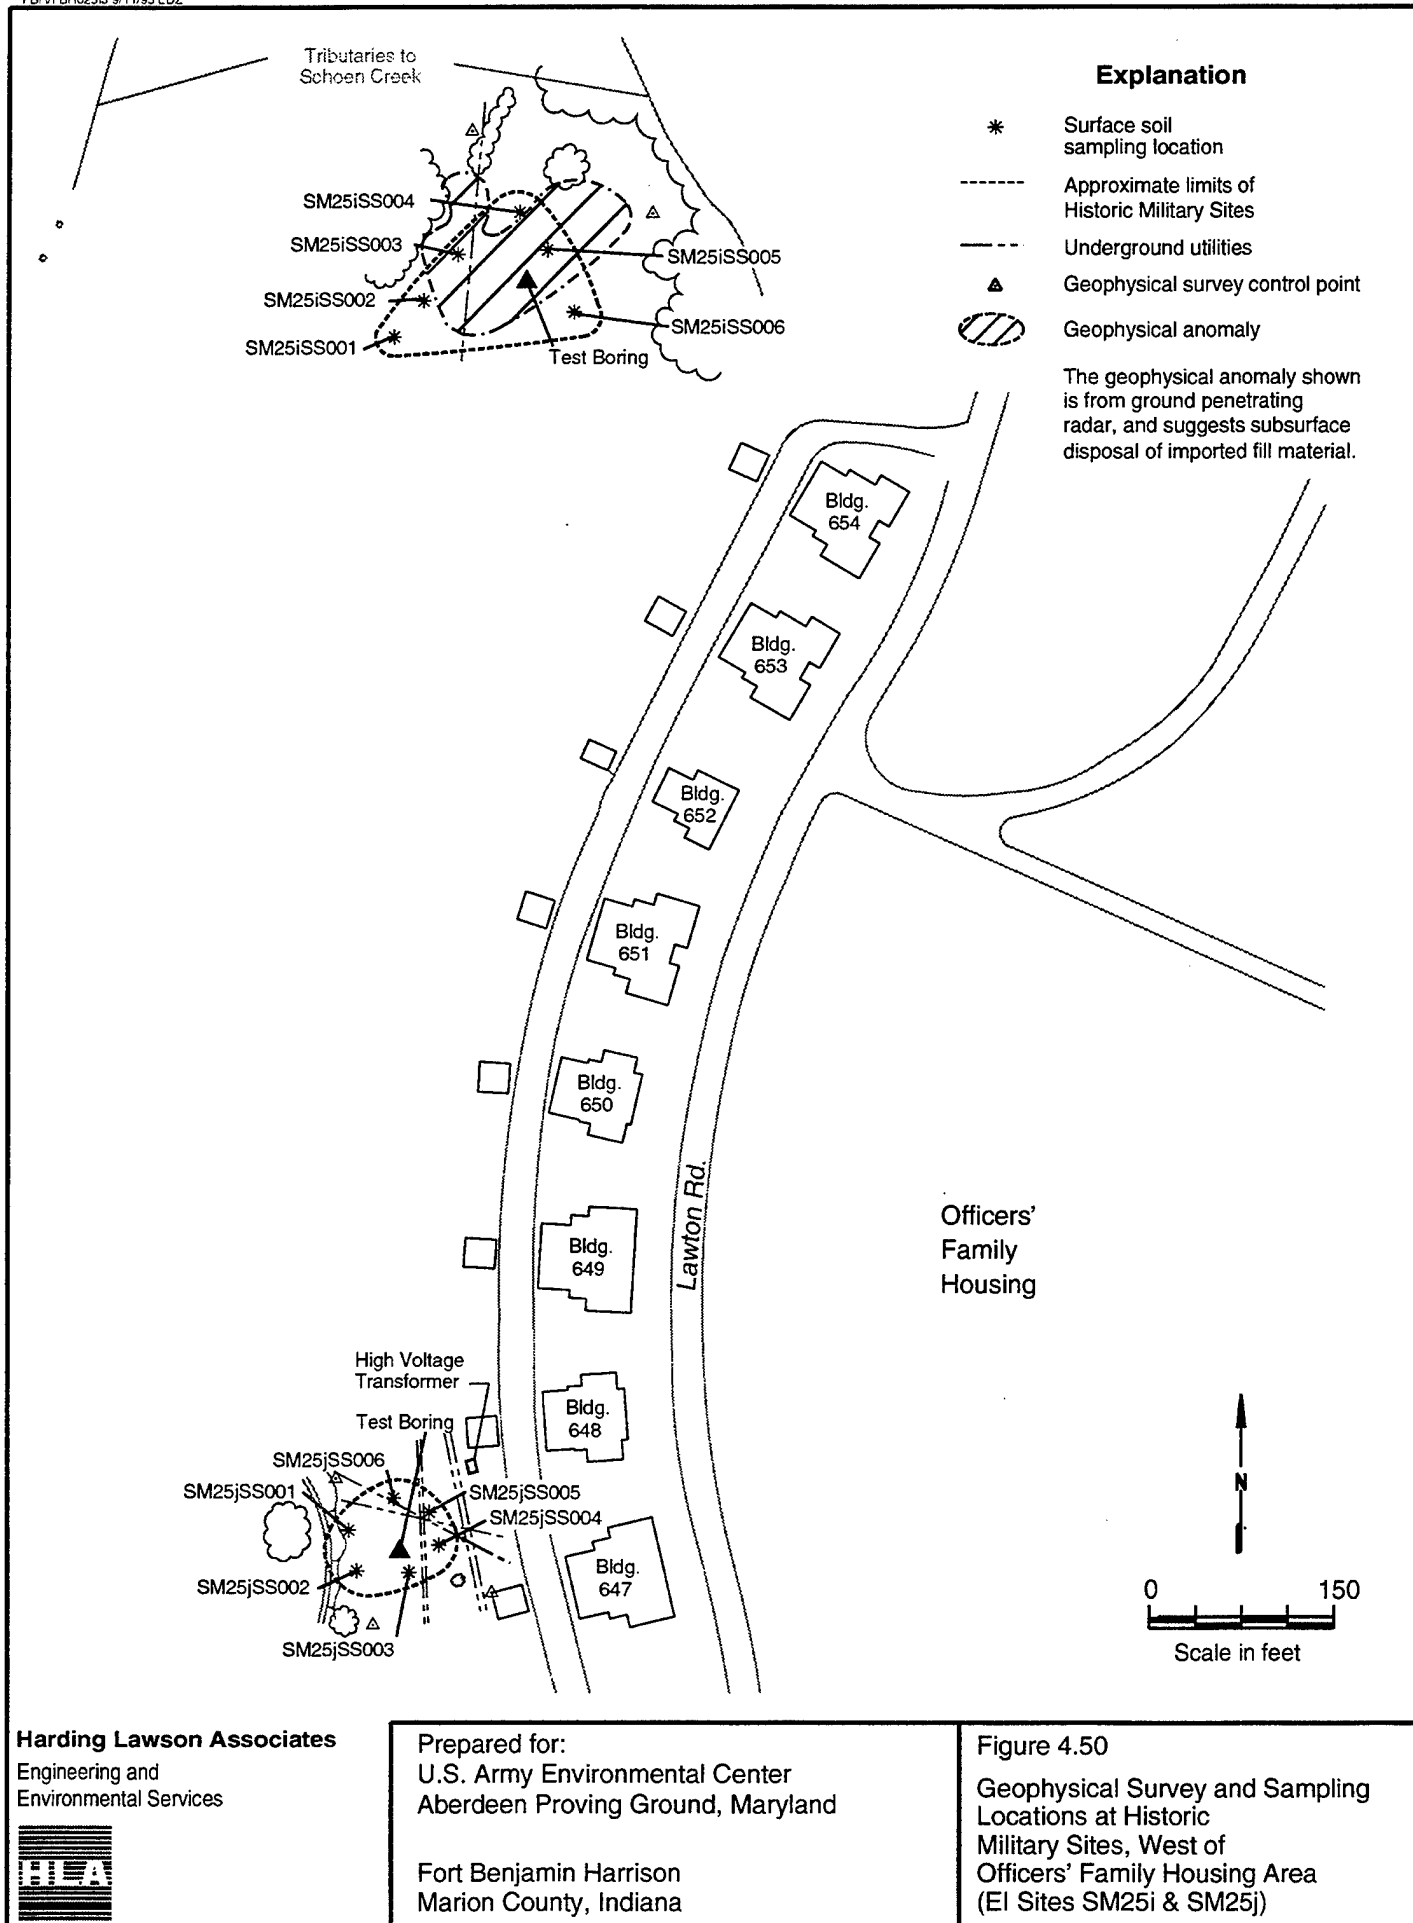 Tributaries to
Schoen Creek
Explanation
Surface soil
sampling location
Approximate limits of
Historic Military Sites
Underground utilities
Geophysical survey control point
Geophysical anomaly
The geophysical anomaly shown
is from ground penetrating
radar, and suggests subsurface
disposal of imported fill material.
SM25iSS004
SM25iSS003
SM25iSS005
SM25iSS002
SM25iSS006
SM25iSS001
Test Boring
Bldg.
654
Bldg.
653
Bldg.
652
Bldg.
651
Bldg.
650
Lawton Rd.
Officers'
Family
Housing
Bldg.
649
High Voltage
Transformer
Test Boring
Bldg.
648
SM25jSS006
SM25jSS001
SM25jSS005
SM25jSS004
SM25jSS002
SM25jSS003
Bldg.
647
N
0 150
Scale in feet
Harding Lawson Associates
Engineering and
Environmental Services
HLA
Prepared for:
U.S. Army Environmental Center
Aberdeen Proving Ground, Maryland
Fort Benjamin Harrison
Marion County, Indiana
Figure 4.50
Geophysical Survey and Sampling
Locations at Historic
Military Sites, West of
Officers' Family Housing Area
(EI Sites SM25i & SM25j)